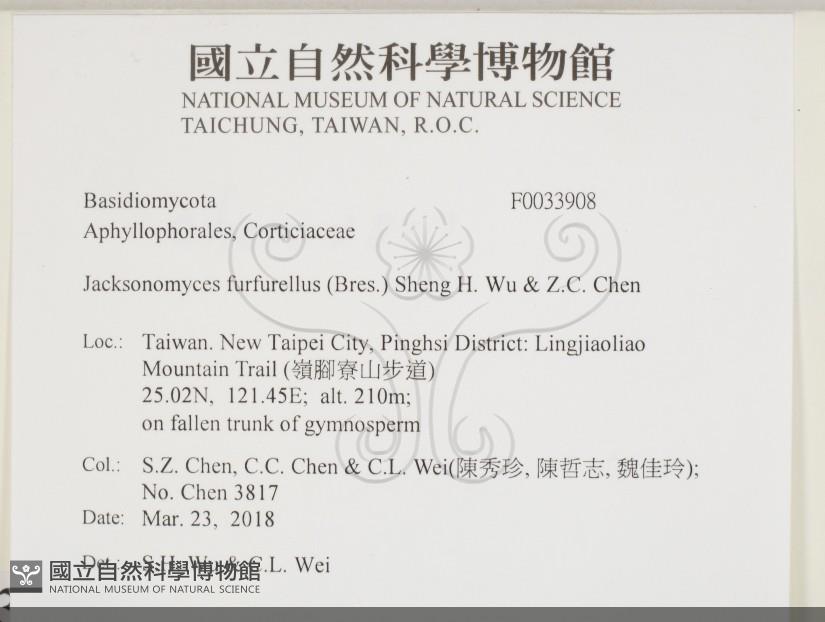 國立自然科學博物館
NATIONAL MUSEUM OF NATURAL SCIENCE
TAICHUNG, TAIWAN, R.O.C.
Basidiomycota F0033908
Aphyllophorales, Corticiaceae
Jacksonomyces furfurellus (Bres.) Sheng H. Wu & Z.C. Chen
Loc.: Taiwan. New Taipei City, Pinghsi District: Lingjiaoliao
Mountain Trail (嶺腳寮山步道)
25.02N, 121.45E; alt. 210m;
on fallen trunk of gymnosperm
Col.: S.Z. Chen, C.C. Chen & C.L. Wei(陳秀珍, 陳哲志, 魏佳玲);
No. Chen 3817
Date: Mar. 23, 2018
Det.: S.H. Wu & C.L. Wei
國立自然科學博物館
NATIONAL MUSEUM OF NATURAL SCIENCE